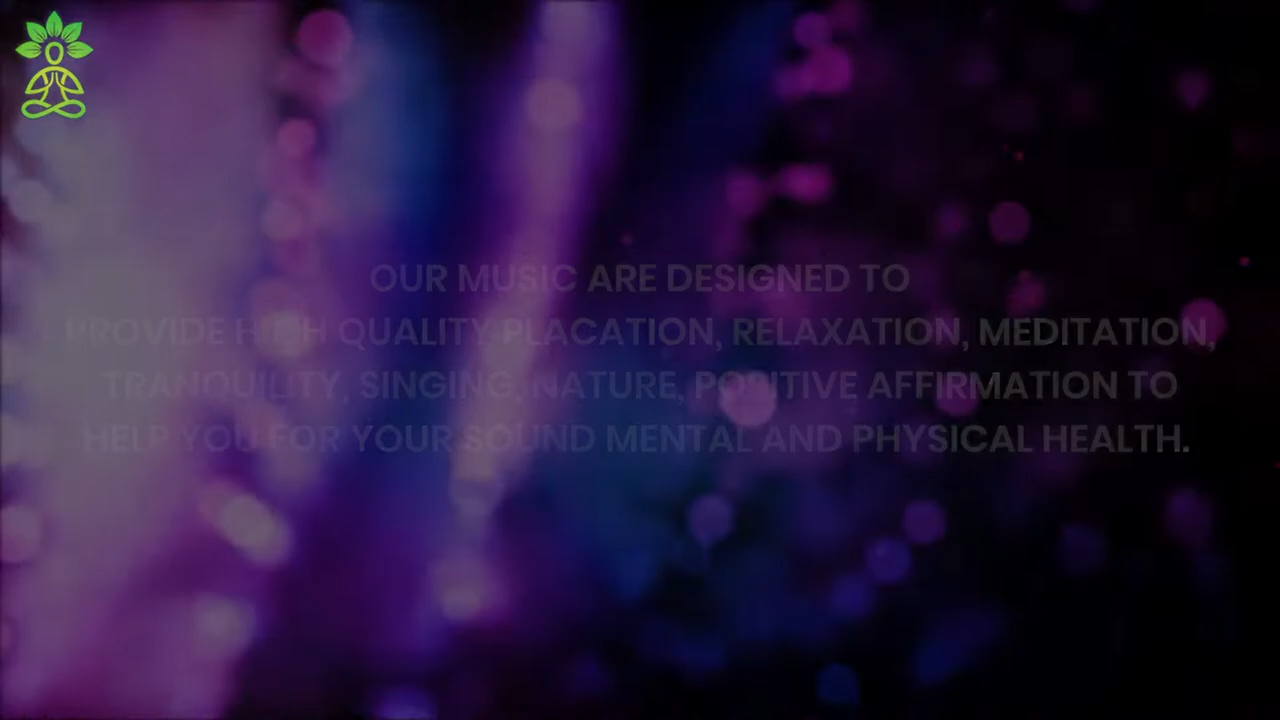 OUR MUSIC ARE DESIGNED TO
PROVIDE HIGH QUALITY PLACATION, RELAXATION, MEDITATION,
TRANQUILITY, SINGING, NATURE, POSITIVE AFFIRMATION TO
HELP YOU FOR YOUR SOUND MENTAL AND PHYSICAL HEALTH.